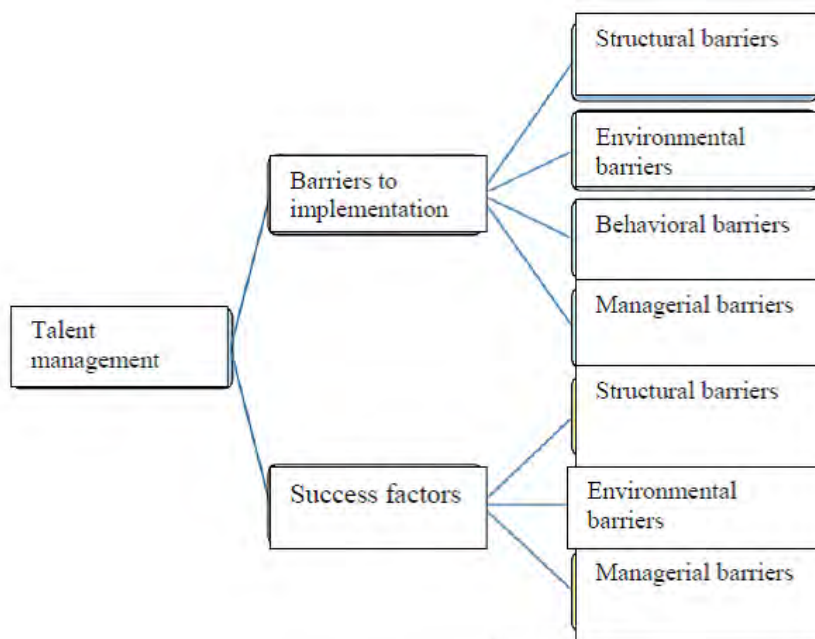 Structural barriers
Environmental
barriers
Barriers to
implementation
Behavioral barriers
Managerial barriers
Talent
management
Structural barriers
Success factors
Environmental
barriers
Managerial barriers